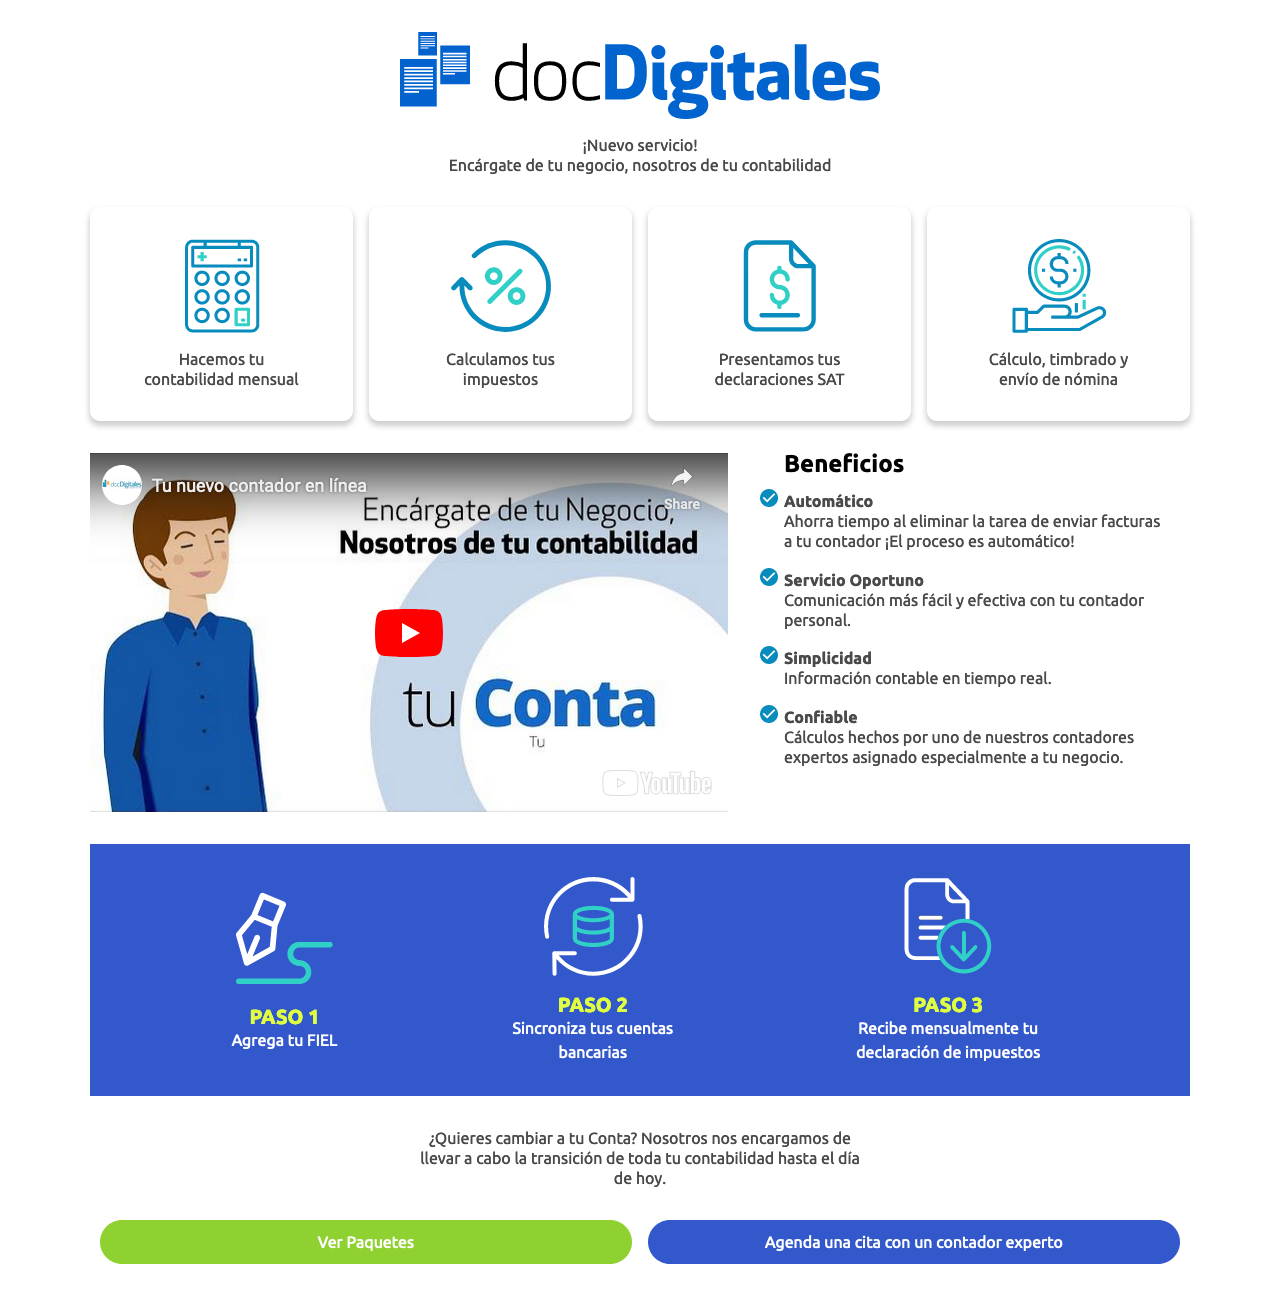 docDigitales
¡Nuevo servicio!
Encárgate de tu negocio, nosotros de tu contabilidad
Hacemos tu
contabilidad mensual
Calculamos tus
impuestos
Presentamos tus
declaraciones SAT
Cálculo, timbrado y
envío de nómina
docDigitales
Tu nuevo contador en línea
Share
Encárgate de tu Negocio,
Nosotros de tu contabilidad
tu Conta
Tu
YouTube
Beneficios
Automático
Ahorra tiempo al eliminar la tarea de enviar facturas
a tu contador ¡El proceso es automático!
Servicio Oportuno
Comunicación más fácil y efectiva con tu contador
personal.
Simplicidad
Información contable en tiempo real.
Confiable
Cálculos hechos por uno de nuestros contadores
expertos asignado especialmente a tu negocio.
PASO 1
Agrega tu FIEL
PASO 2
Sincroniza tus cuentas
bancarias
PASO 3
Recibe mensualmente tu
declaración de impuestos
¿Quieres cambiar a tu Conta? Nosotros nos encargamos de
llevar a cabo la transición de toda tu contabilidad hasta el día
de hoy.
Ver Paquetes
Agenda una cita con un contador experto